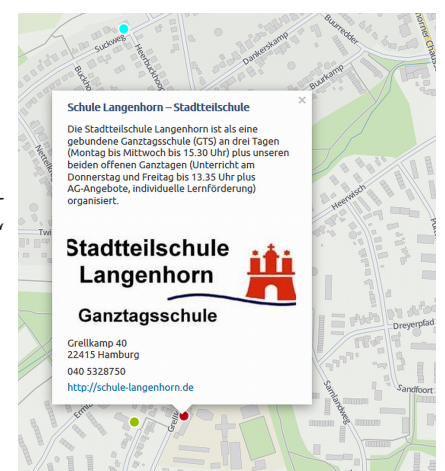 Suckweg
Heerbuckhoop
Dankerskamp
Buurredder
Buurkamp
Schule Langenhorn – Stadtteilschule
×
Die Stadtteilschule Langenhorn ist als eine
gebundene Ganztagsschule (GTS) an drei Tagen
(Montag bis Mittwoch bis 15.30 Uhr) plus unseren
beiden offenen Ganztagen (Unterricht am
Donnerstag und Freitag bis 13.35 Uhr plus
AG-Angebote, individuelle Lernförderung)
organisiert.
Stadtteilschule
Langenhorn
Ganztagsschule
Grellkamp 40
22415 Hamburg
040 5328750
http://schule-langenhorn.de
Heerwisch
Dreyerpfad
Samlandweg
Sandfoort